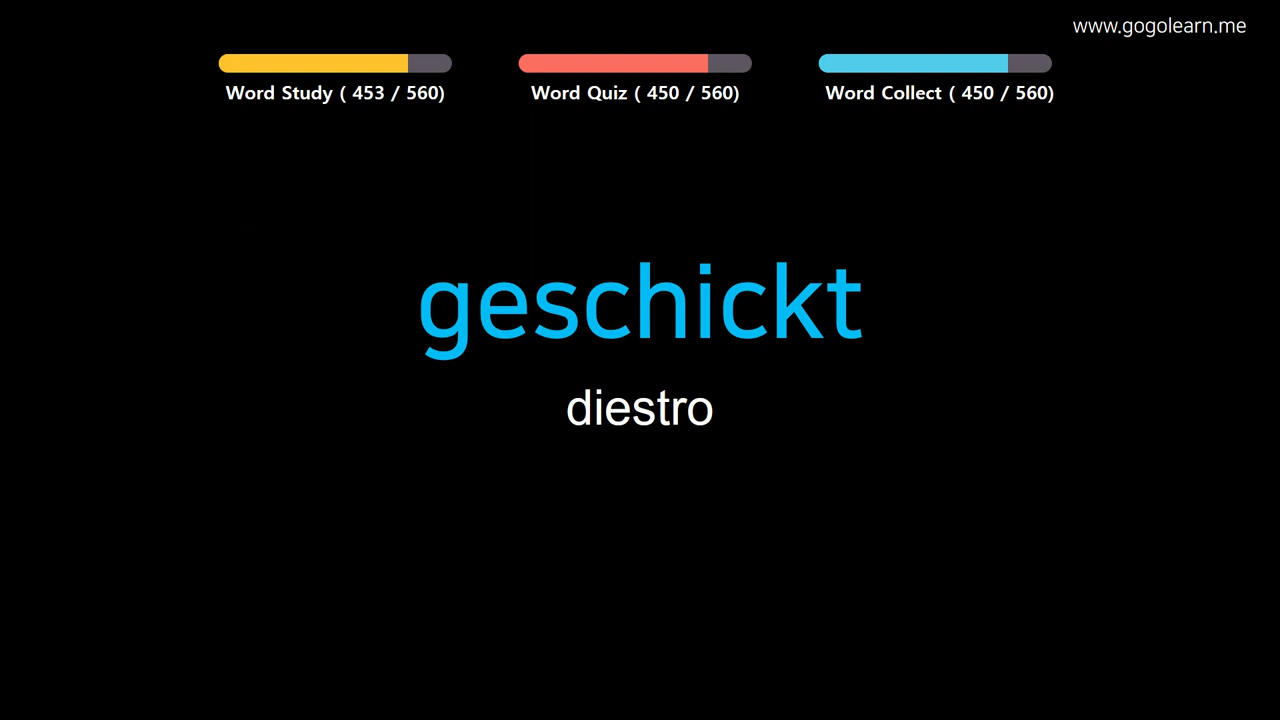 www.gogolearn.me
Word Study ( 453 / 560)
Word Quiz ( 450 / 560)
Word Collect ( 450 / 560)
geschickt
diestro